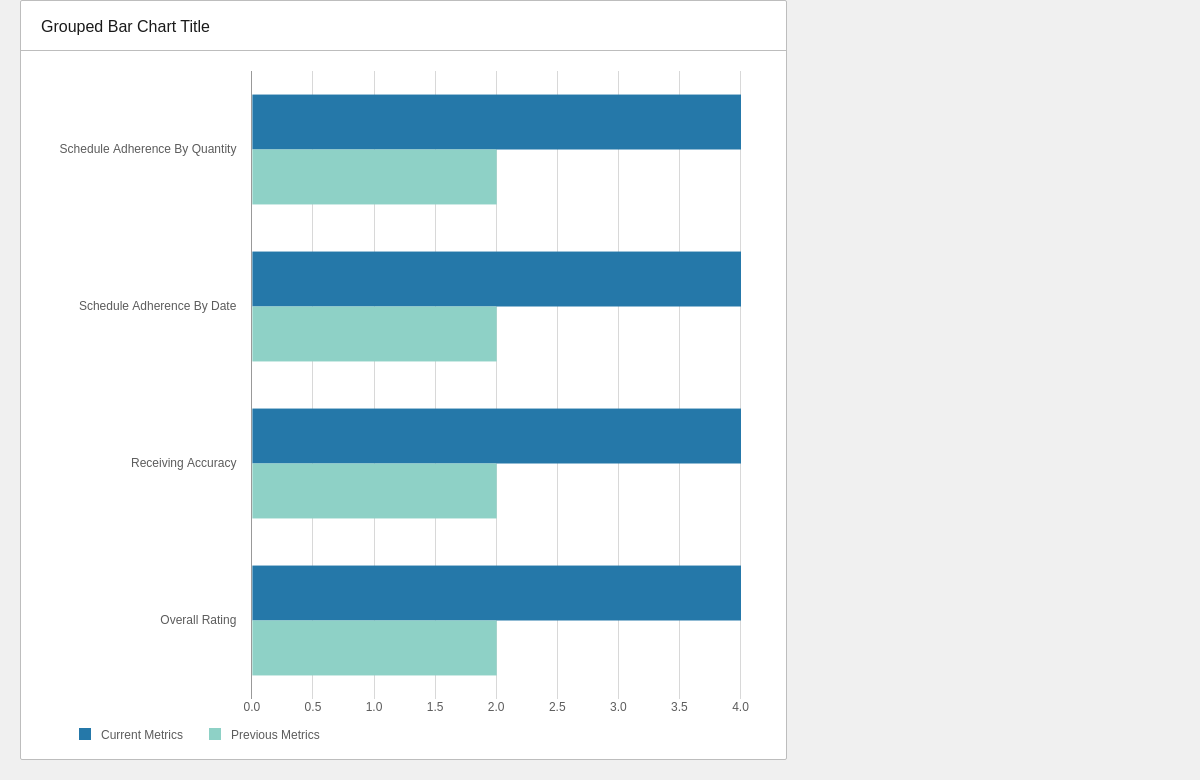 Grouped Bar Chart Title
Schedule Adherence By Quantity
Schedule Adherence By Date
Receiving Accuracy
Overall Rating
0.0 0.5 1.0 1.5 2.0 2.5 3.0 3.5 4.0
Current Metrics Previous Metrics